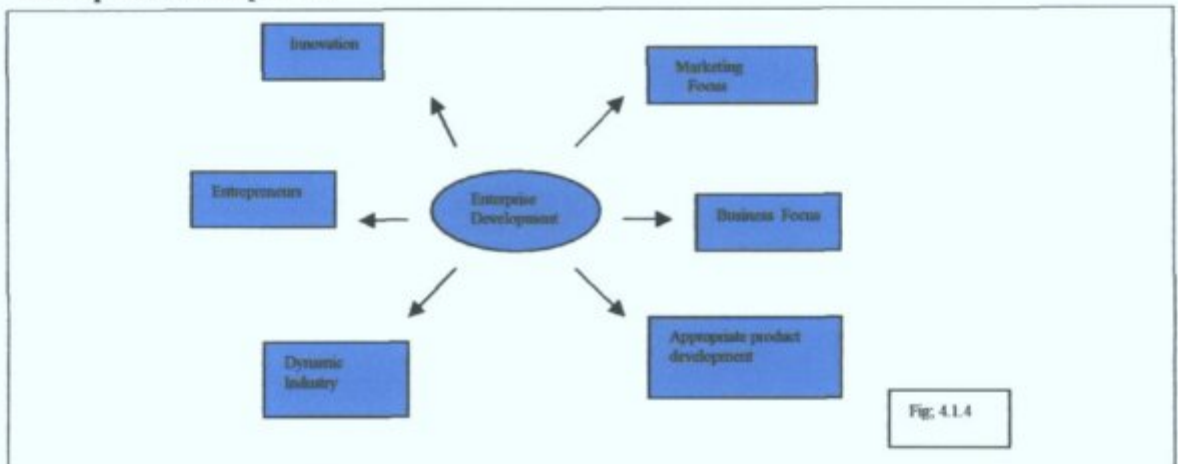 Innovation
Marketing
Focus
Entrepreneurs
Enterprise
Development
Business Focus
Dynamic
Industry
Appropriate product
development
Fig; 4.1.4